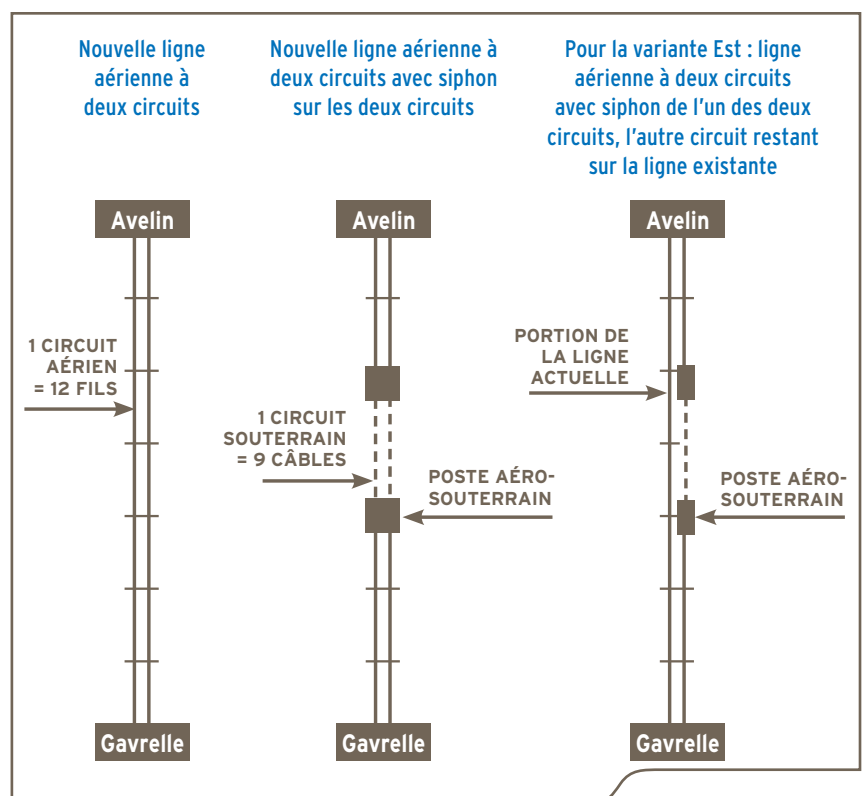 Nouvelle ligne
aérienne à
deux circuits
Nouvelle ligne aérienne à
deux circuits avec siphon
sur les deux circuits
Pour la variante Est : ligne
aérienne à deux circuits
avec siphon de l'un des deux
circuits, l'autre circuit restant
sur la ligne existante
Avelin
1 CIRCUIT
AÉRIEN
= 12 FILS
Gavrelle
Avelin
1 CIRCUIT
SOUTERRAIN
= 9 CÂBLES
POSTE AÉRO-
SOUTERRAIN
Gavrelle
Avelin
PORTION DE
LA LIGNE
ACTUELLE
POSTE AÉRO-
SOUTERRAIN
Gavrelle